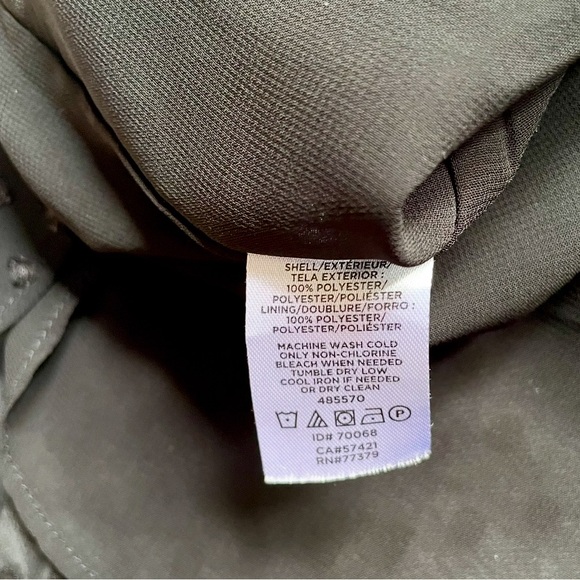 SHELL/EXTÉRIEUR/
TELA EXTERIOR :
100% POLYESTER/
POLYESTER/POLIÉSTER
LINING/DOUBLURE/FORRO :
100% POLYESTER/
POLYESTER/POLIÉSTER
MACHINE WASH COLD
ONLY NON-CHLORINE
BLEACH WHEN NEEDED
TUMBLE DRY LOW
COOL IRON IF NEEDED
OR DRY CLEAN
485570
P
ID# 70068
CA#57421
RN#77379